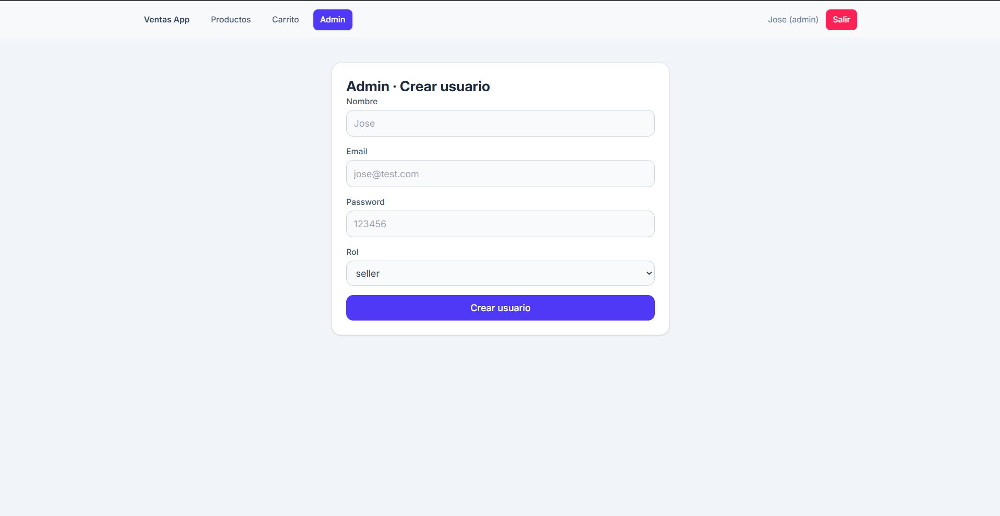 Ventas App Productos Carrito Admin Jose (admin) Salir
Admin · Crear usuario
Nombre
Jose
Email
jose@test.com
Password
123456
Rol
seller
Crear usuario